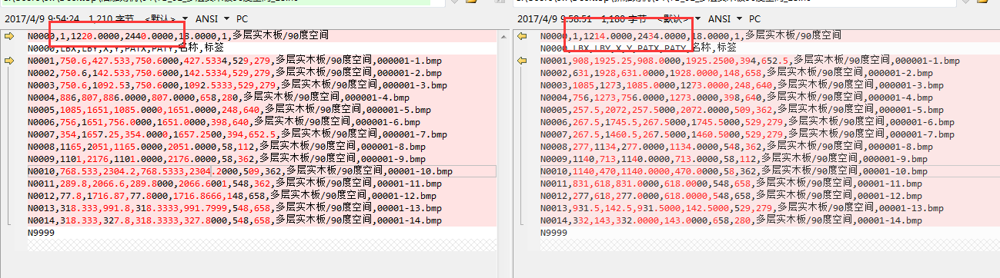 2017/4/9 9:54:24 1,210 字节 <默认> ANSI PC
N0000,1,1220.0000,2440.0000,18.0000,1,多层实木板/90度空间
N0000,LBX,LBY,X,Y,PATX,PATY,名称,标签
N0001,750.6,427.533,750.6000,427.5334,529,279,多层实木板/90度空间,000001-1.bmp
N0002,750.6,142.533,750.6000,142.5334,529,279,多层实木板/90度空间,000001-2.bmp
N0003,750.6,1092.53,750.6000,1092.5333,529,279,多层实木板/90度空间,000001-3.bmp
N0004,886,807,886.0000,807.0000,658,280,多层实木板/90度空间,000001-4.bmp
N0005,1085,1651,1085.0000,1651.0000,248,640,多层实木板/90度空间,000001-5.bmp
N0006,756,1651,756.0000,1651.0000,398,640,多层实木板/90度空间,000001-6.bmp
N0007,354,1657.25,354.0000,1657.2500,394,652.5,多层实木板/90度空间,000001-7.bmp
N0008,1165,2051,1165.0000,2051.0000,58,112,多层实木板/90度空间,000001-8.bmp
N0009,1101,2176,1101.0000,2176.0000,58,362,多层实木板/90度空间,000001-9.bmp
N0010,768.533,2304.2,768.5333,2304.2000,509,362,多层实木板/90度空间,00001-10.bmp
N0011,289.8,2066.6,289.8000,2066.6001,548,362,多层实木板/90度空间,00001-11.bmp
N0012,77.8,1716.87,77.8000,1716.8666,148,658,多层实木板/90度空间,00001-12.bmp
N0013,318.333,991.8,318.3333,991.7999,548,658,多层实木板/90度空间,00001-13.bmp
N0014,318.333,327.8,318.3333,327.8000,548,658,多层实木板/90度空间,00001-14.bmp
N9999
2017/4/9 9:58:51 1,180 字节 <默认> ANSI PC
N0000,1,1214.0000,2434.0000,18.0000,1,多层实木板/90度空间
N0000,LBX,LBY,X,Y,PATX,PATY,名称,标签
N0001,908,1925.25,908.0000,1925.2500,394,652.5,多层实木板/90度空间,000001-1.bmp
N0002,631,1928,631.0000,1928.0000,148,658,多层实木板/90度空间,000001-2.bmp
N0003,1085,1273,1085.0000,1273.0000,248,640,多层实木板/90度空间,000001-3.bmp
N0004,756,1273,756.0000,1273.0000,398,640,多层实木板/90度空间,000001-4.bmp
N0005,257.5,2072,257.5000,2072.0000,509,362,多层实木板/90度空间,000001-5.bmp
N0006,267.5,1745.5,267.5000,1745.5000,529,279,多层实木板/90度空间,000001-6.bmp
N0007,267.5,1460.5,267.5000,1460.5000,529,279,多层实木板/90度空间,000001-7.bmp
N0008,277,1134,277.0000,1134.0000,548,362,多层实木板/90度空间,000001-8.bmp
N0009,1140,713,1140.0000,713.0000,58,112,多层实木板/90度空间,000001-9.bmp
N0010,1140,470,1140.0000,470.0000,58,362,多层实木板/90度空间,00001-10.bmp
N0011,831,618,831.0000,618.0000,548,658,多层实木板/90度空间,00001-11.bmp
N0012,277,618,277.0000,618.0000,548,658,多层实木板/90度空间,00001-12.bmp
N0013,931.5,142.5,931.5000,142.5000,529,279,多层实木板/90度空间,00001-13.bmp
N0014,332,143,332.0000,143.0000,658,280,多层实木板/90度空间,00001-14.bmp
N9999